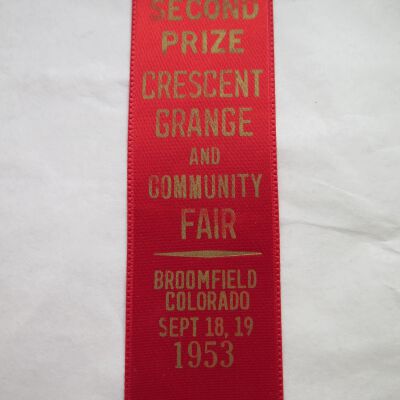 SECOND
PRIZE
CRESCENT
GRANGE
AND
COMMUNITY
FAIR
BROOMFIELD
COLORADO
SEPT 18, 19
1953